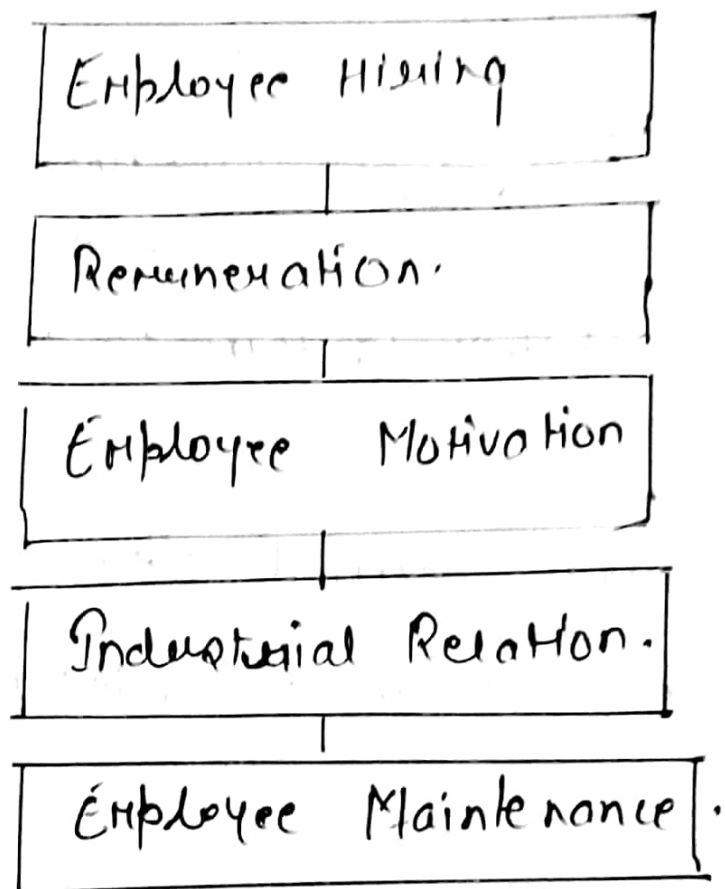 Employee Hiring
Remuneration.
Employee Motivation
Industrial Relation.
Employee Maintenance.